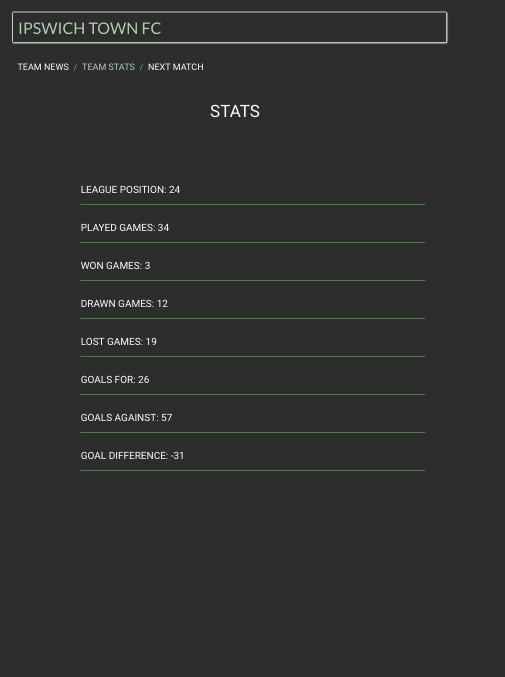 IPSWICH TOWN FC
TEAM NEWS / TEAM STATS / NEXT MATCH
STATS
LEAGUE POSITION: 24
PLAYED GAMES: 34
WON GAMES: 3
DRAWN GAMES: 12
LOST GAMES: 19
GOALS FOR: 26
GOALS AGAINST: 57
GOAL DIFFERENCE: -31